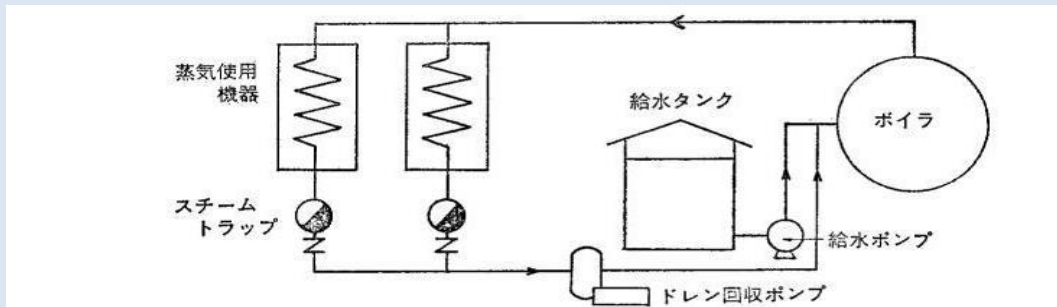 蒸気使用
機器
給水タンク
ボイラ
スチーム
トラップ
給水ポンプ
ドレン回収ポンプ